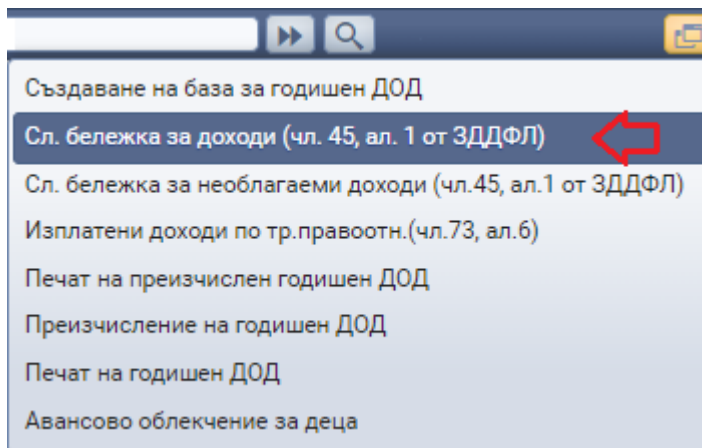 Създаване на база за годишен ДОД
Сл. бележка за доходи (чл. 45, ал. 1 от ЗДДФЛ)
Сл. бележка за необлагаеми доходи (чл.45, ал.1 от ЗДДФЛ)
Изплатени доходи по тр.правоотн.(чл.73, ал.6)
Печат на преизчислен годишен ДОД
Преизчисление на годишен ДОД
Печат на годишен ДОД
Авансово облекчение за деца